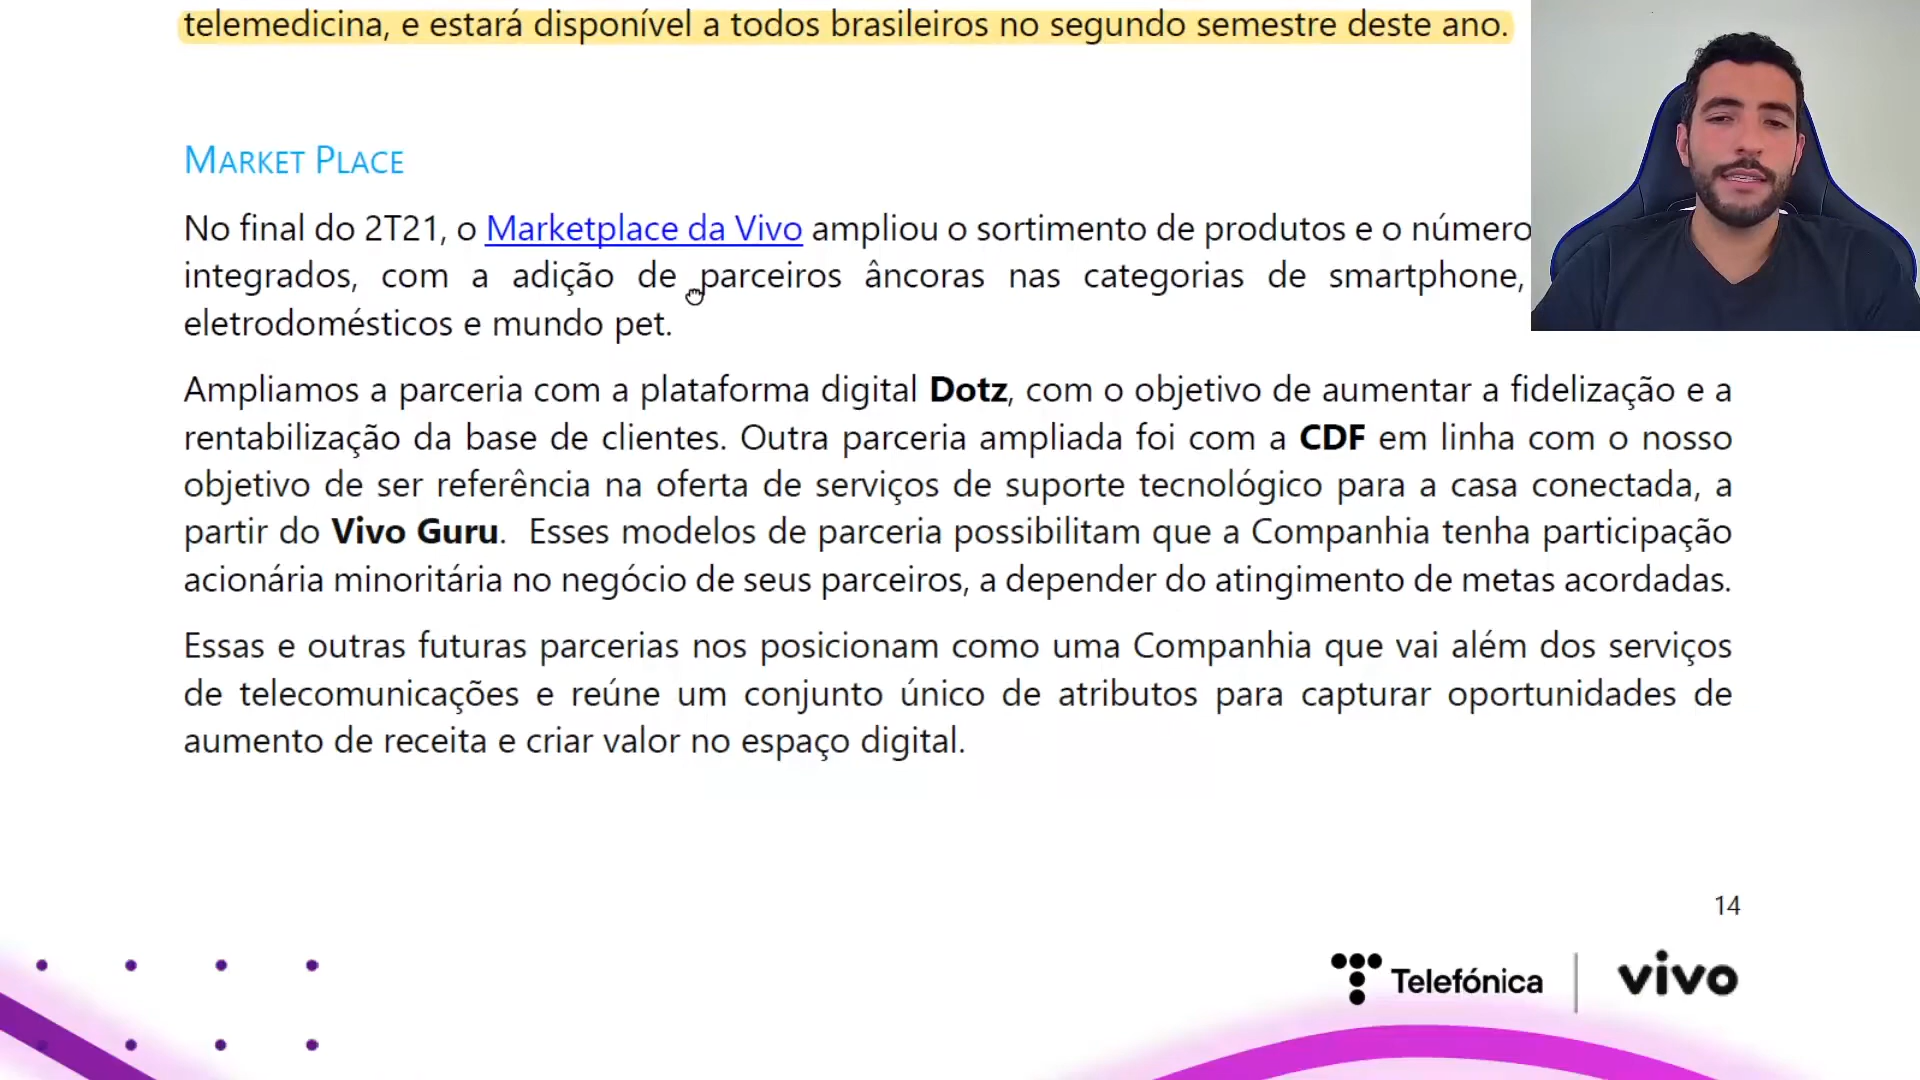 telemedicina, e estará disponível a todos brasileiros no segundo semestre deste ano.
MARKET PLACE
No final do 2T21, o Marketplace da Vivo ampliou o sortimento de produtos e o número
integrados, com a adição de parceiros âncoras nas categorias de smartphone,
eletrodomésticos e mundo pet.
Ampliamos a parceria com a plataforma digital Dotz, com o objetivo de aumentar a fidelização e a
rentabilização da base de clientes. Outra parceria ampliada foi com a CDF em linha com o nosso
objetivo de ser referência na oferta de serviços de suporte tecnológico para a casa conectada, a
partir do Vivo Guru. Esses modelos de parceria possibilitam que a Companhia tenha participação
acionária minoritária no negócio de seus parceiros, a depender do atingimento de metas acordadas.
Essas e outras futuras parcerias nos posicionam como uma Companhia que vai além dos serviços
de telecomunicações e reúne um conjunto único de atributos para capturar oportunidades de
aumento de receita e criar valor no espaço digital.
14
Telefónica vivo